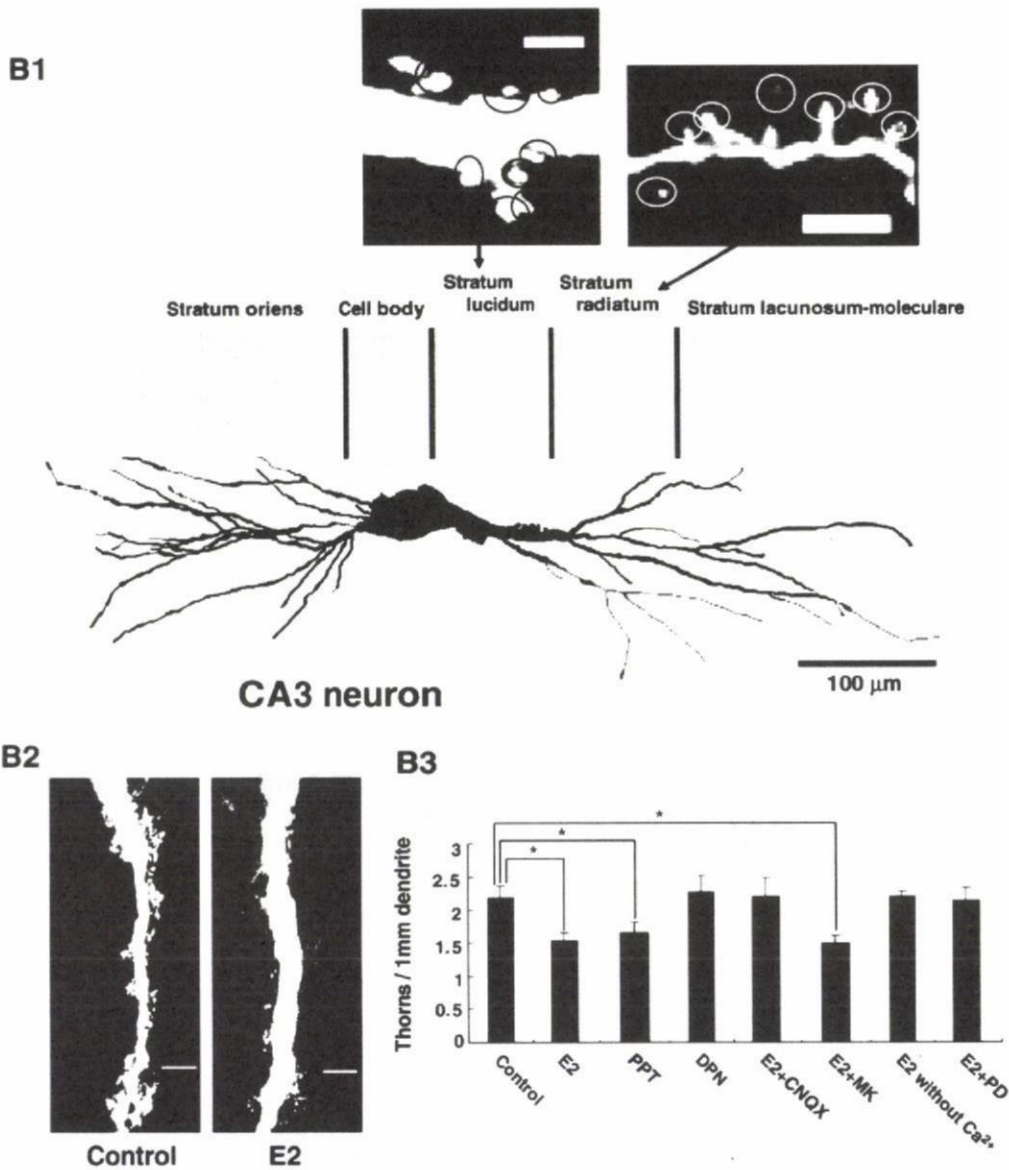 B1
Stratum oriens
Cell body
Stratum
lucidum
Stratum
radiatum
Stratum lacunosum-moleculare
CA3 neuron
100 μm
B2
Control
E2
B3
Thorns / 1mm dendrite
3
2.5
2
1.5
1
0.5
0
*
*
*
Control
E2
PPT
DPN
E2+CNQX
E2+MK
E2 without Ca²⁺
E2+PD